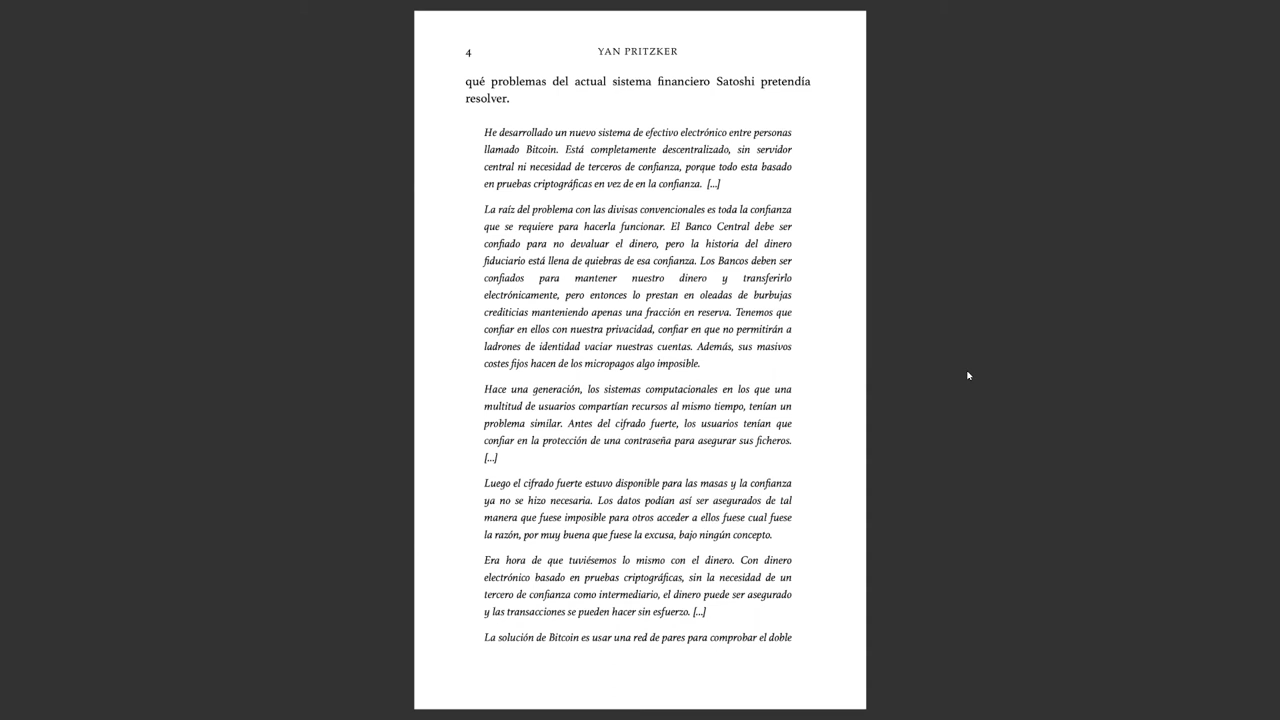 4
YAN PRITZKER
qué problemas del actual sistema financiero Satoshi pretendía
resolver.
He desarrollado un nuevo sistema de efectivo electrónico entre personas
llamado Bitcoin. Está completamente descentralizado, sin servidor
central ni necesidad de terceros de confianza, porque todo esta basado
en pruebas criptográficas en vez de en la confianza. [...]
La raíz del problema con las divisas convencionales es toda la confianza
que se requiere para hacerla funcionar. El Banco Central debe ser
confiado para no devaluar el dinero, pero la historia del dinero
fiduciario está llena de quiebras de esa confianza. Los Bancos deben ser
confiados para mantener nuestro dinero y transferirlo
electrónicamente, pero entonces lo prestan en oleadas de burbujas
crediticias manteniendo apenas una fracción en reserva. Tenemos que
confiar en ellos con nuestra privacidad, confiar en que no permitirán a
ladrones de identidad vaciar nuestras cuentas. Además, sus masivos
costes fijos hacen de los micropagos algo imposible.
Hace una generación, los sistemas computacionales en los que una
multitud de usuarios compartían recursos al mismo tiempo, tenían un
problema similar. Antes del cifrado fuerte, los usuarios tenían que
confiar en la protección de una contraseña para asegurar sus ficheros.
[...]
Luego el cifrado fuerte estuvo disponible para las masas y la confianza
ya no se hizo necesaria. Los datos podían así ser asegurados de tal
manera que fuese imposible para otros acceder a ellos fuese cual fuese
la razón, por muy buena que fuese la excusa, bajo ningún concepto.
Era hora de que tuviésemos lo mismo con el dinero. Con dinero
electrónico basado en pruebas criptográficas, sin la necesidad de un
tercero de confianza como intermediario, el dinero puede ser asegurado
y las transacciones se pueden hacer sin esfuerzo. [...]
La solución de Bitcoin es usar una red de pares para comprobar el doble